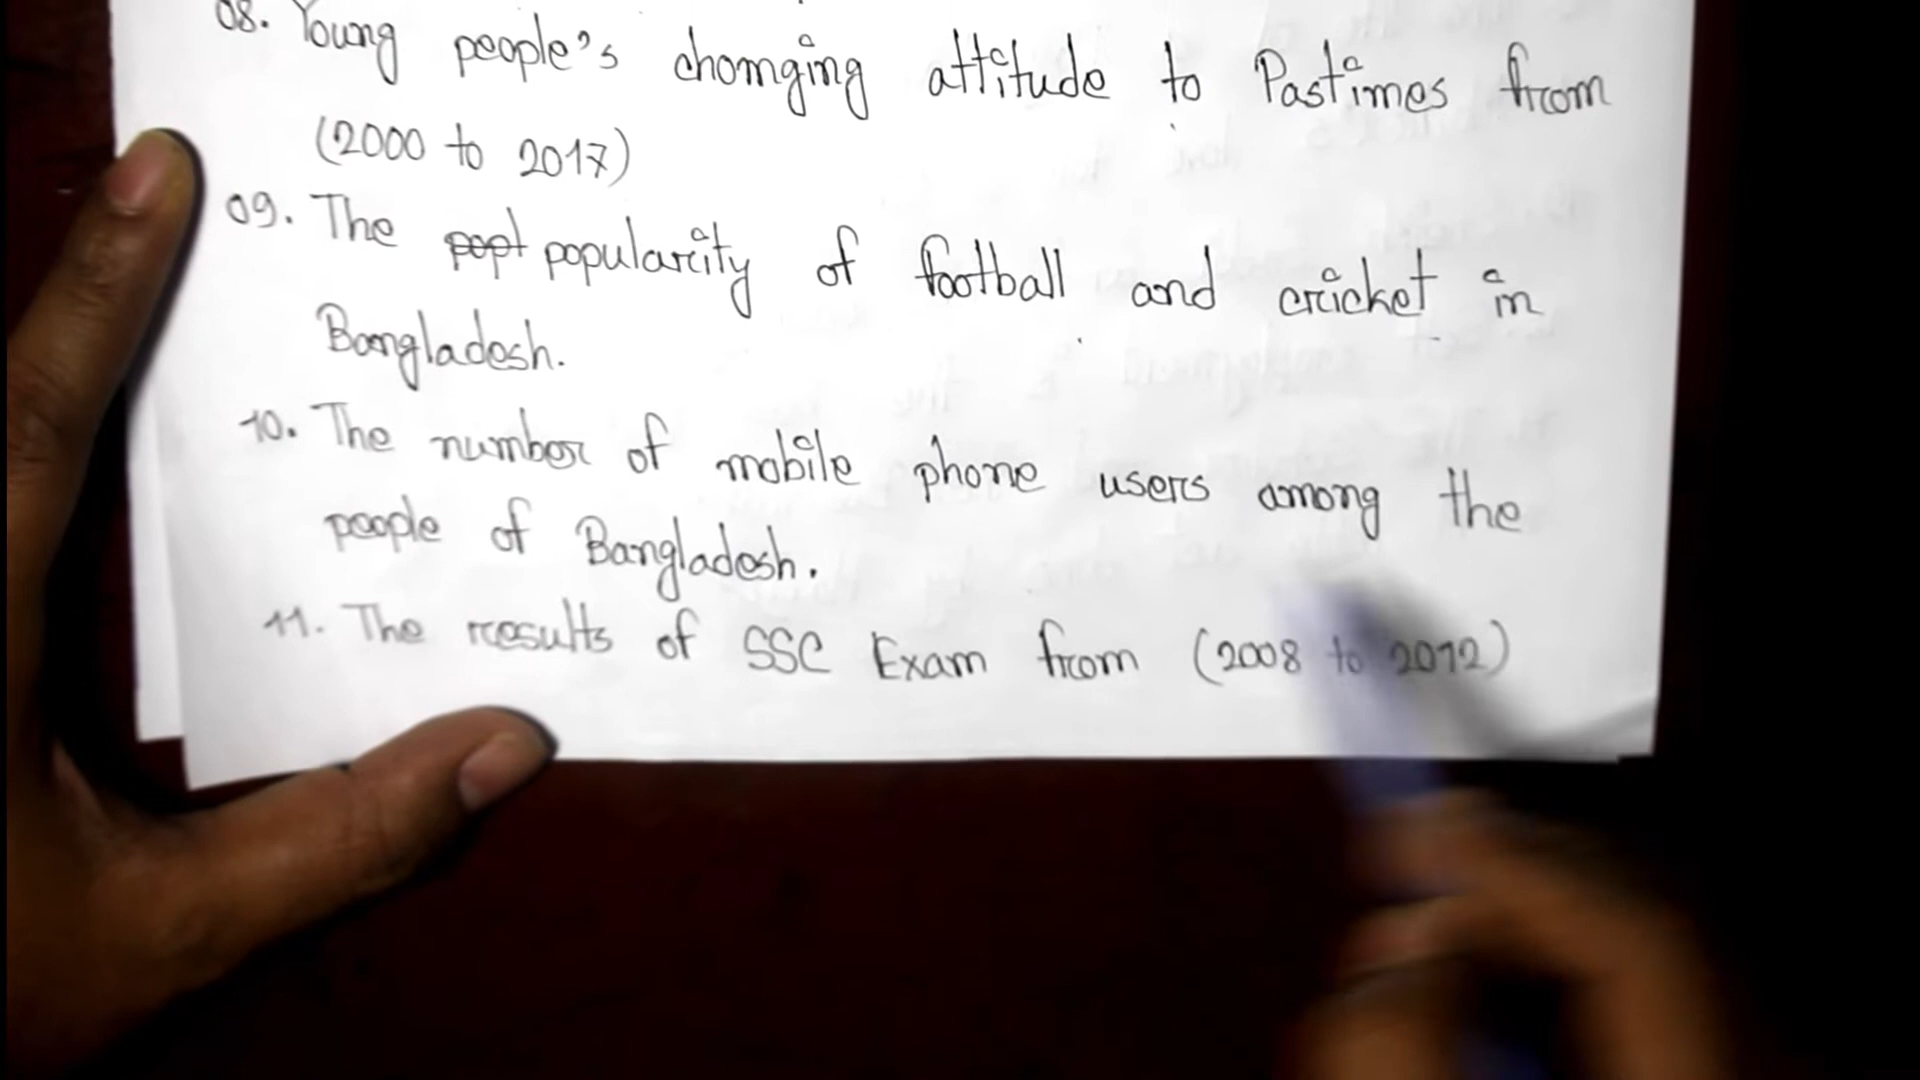 08. Young people's changing attitude to Pastimes from
(2000 to 2017)
09. The popt popularity of football and cricket in
Bangladesh.
10. The number of mobile phone users among the
people of Bangladesh.
11. The results of SSC Exam from (2008 to 2012)